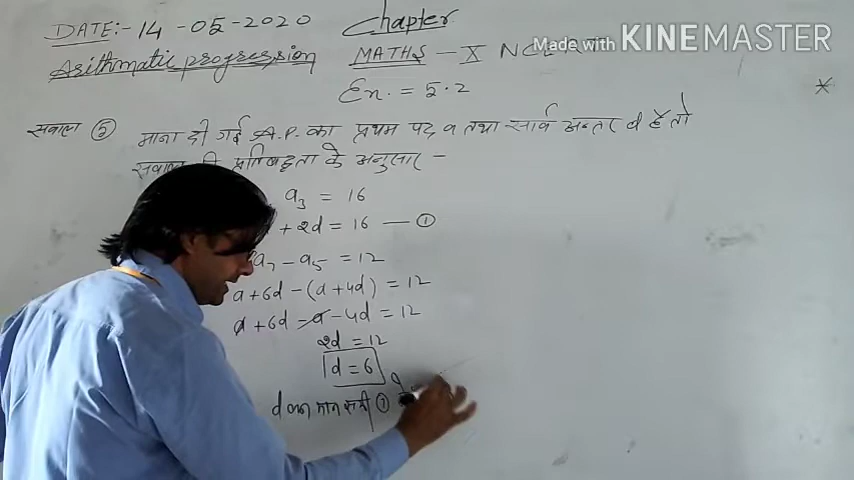 DATE:- 14 -05-2020 Chapter
Arithmatic progression MATHS - X NCERT
Made with KINEMASTER
Ex. = 5.2
सवाल ⑤ माना दी गई A.P. का प्रथम पद a तथा सार्व अन्तर d है तो
सवाल की प्रतिबद्धता के अनुसार -
a₃ = 16
+ 2d = 16 — ①
a₇ - a₅ = 12
a + 6d - (a + 4d) = 12
a + 6d - a - 4d = 12
2d = 12
d = 6
d का मान समी ①